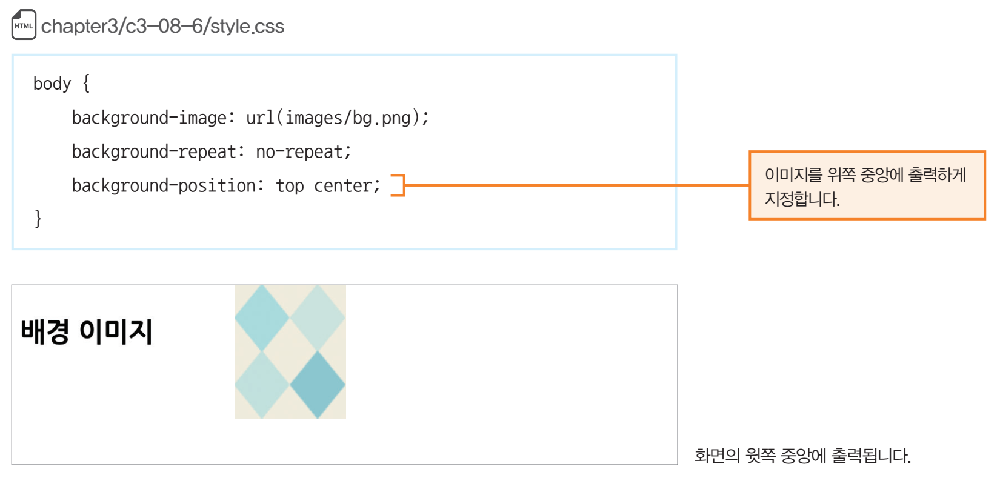 HTML chapter3/c3-08-6/style.css
body {
background-image: url(images/bg.png);
background-repeat: no-repeat;
background-position: top center;
}
이미지를 위쪽 중앙에 출력하게
지정합니다.
배경 이미지
화면의 윗쪽 중앙에 출력됩니다.